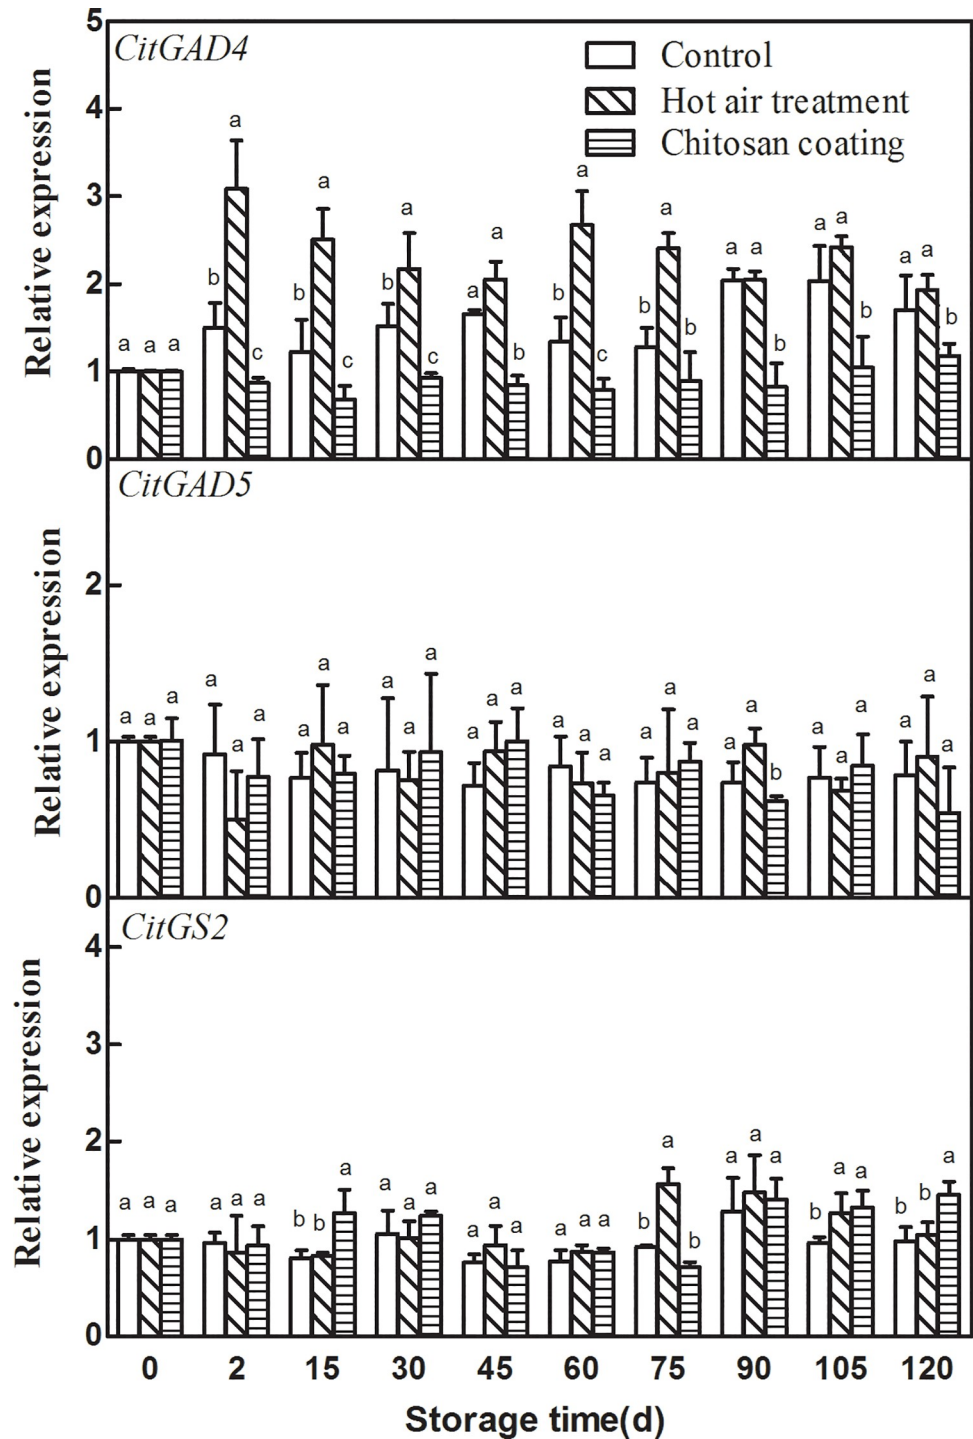 5
CitGAD4
Control
Hot air treatment
Chitosan coating
4
3
2
1
0
Relative expression
a a a
b a c
b a c
b a c
a a b
b a c
b a b
a a b
a a b
a a b
CitGAD5
2
1
0
Relative expression
a a a
a a a
a a a
a a a
a a a
a a a
a a a
a a b
a a a
a a a
CitGS2
4
3
2
1
0
Relative expression
a a a
a a a
b b a
a a a
a a a
a a a
b a b
a a a
b a a
b b a
0 2 15 30 45 60 75 90 105 120
Storage time(d)